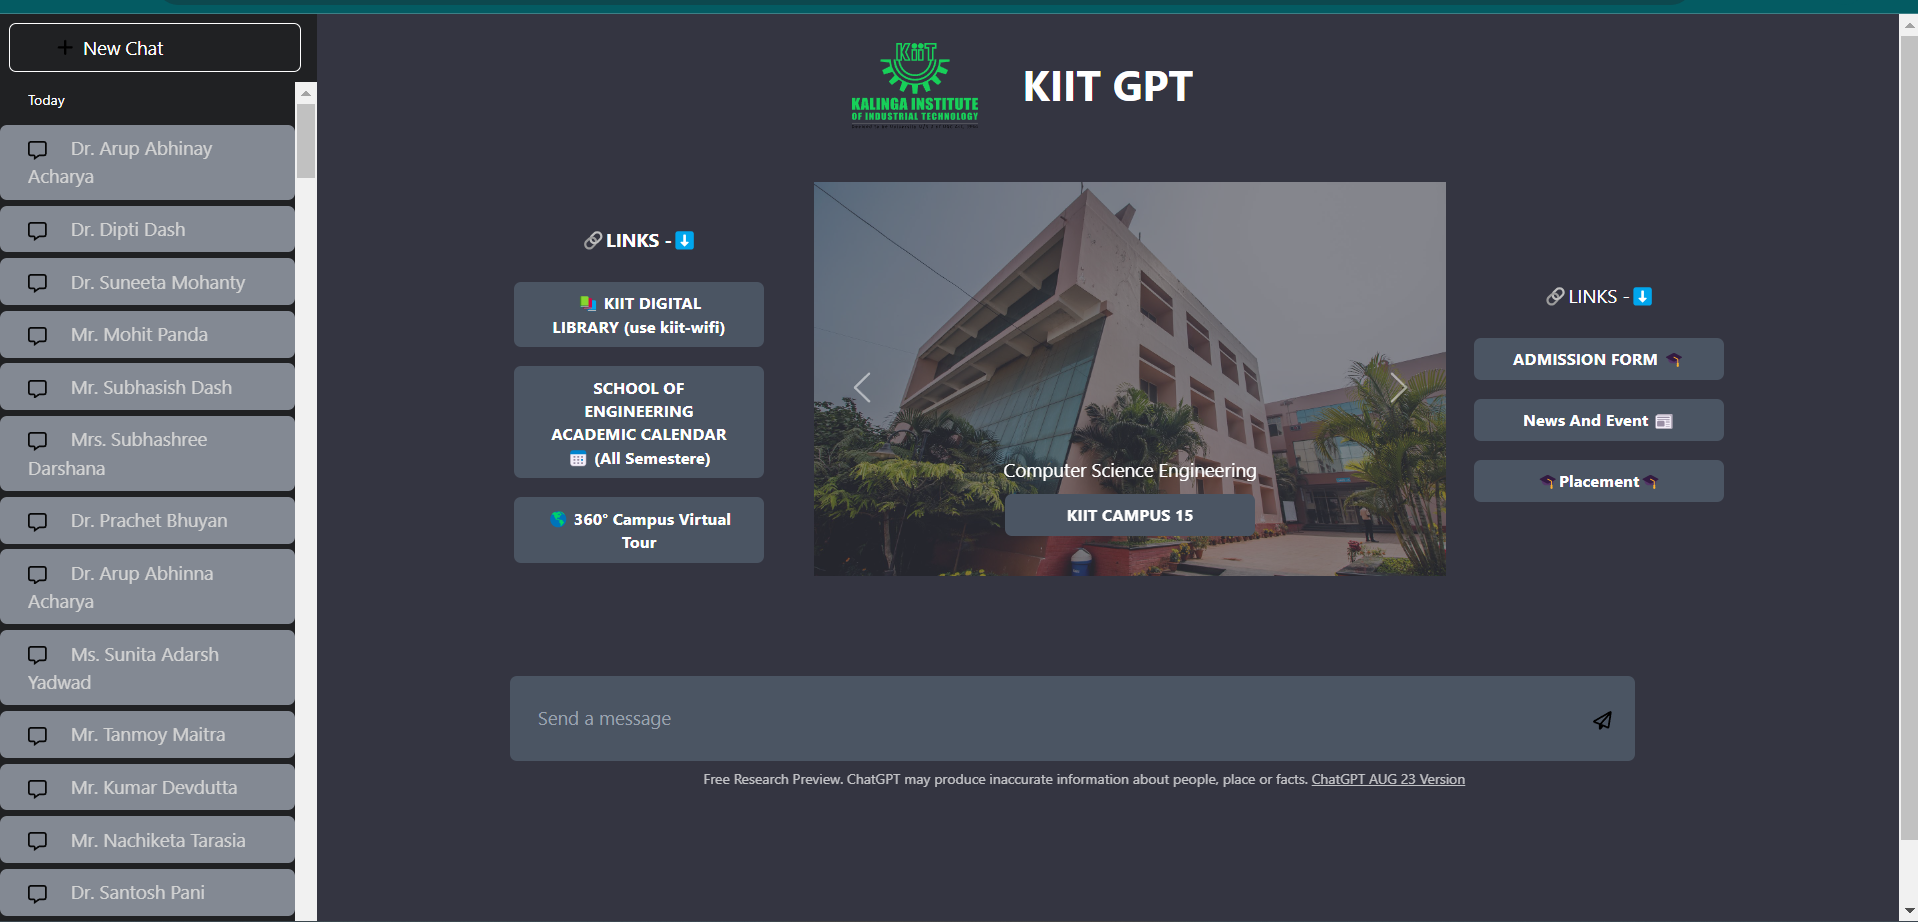 New Chat
Today
Dr. Arup Abhinay
Acharya
Dr. Dipti Dash
Dr. Suneeta Mohanty
Mr. Mohit Panda
Mr. Subhasish Dash
Mrs. Subhashree
Darshana
Dr. Prachet Bhuyan
Dr. Arup Abhinna
Acharya
Ms. Sunita Adarsh
Yadwad
Mr. Tanmoy Maitra
Mr. Kumar Devdutta
Mr. Nachiketa Tarasia
Dr. Santosh Pani
KiiT
KALINGA INSTITUTE
OF INDUSTRIAL TECHNOLOGY
KIIT GPT
LINKS -
KIIT DIGITAL
LIBRARY (use kiit-wifi)
SCHOOL OF
ENGINEERING
ACADEMIC CALENDAR
(All Semestere)
360° Campus Virtual
Tour
Computer Science Engineering
KIIT CAMPUS 15
LINKS -
ADMISSION FORM
News And Event
Placement
Send a message
Free Research Preview. ChatGPT may produce inaccurate information about people, place or facts. ChatGPT AUG 23 Version